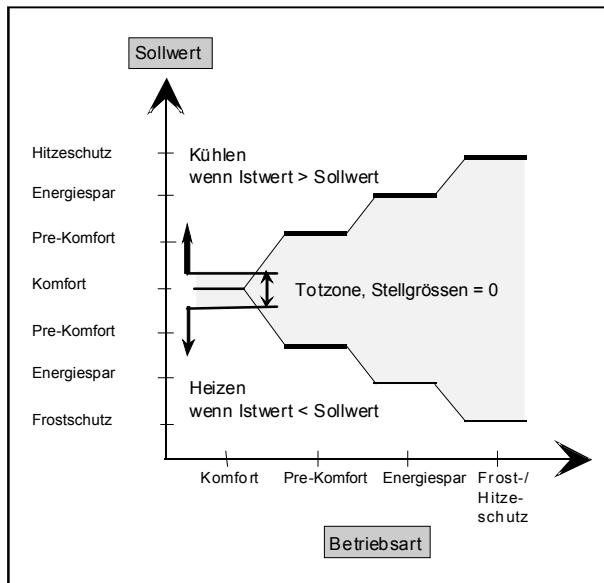 Sollwert
Hitzeschutz
Kühlen
wenn Istwert > Sollwert
Energiespar
Pre-Komfort
Komfort
Totzone, Stellgrössen = 0
Pre-Komfort
Energiespar
Heizen
wenn Istwert < Sollwert
Frostschutz
Komfort
Pre-Komfort
Energiespar
Frost-/
Hitze-
schutz
Betriebsart